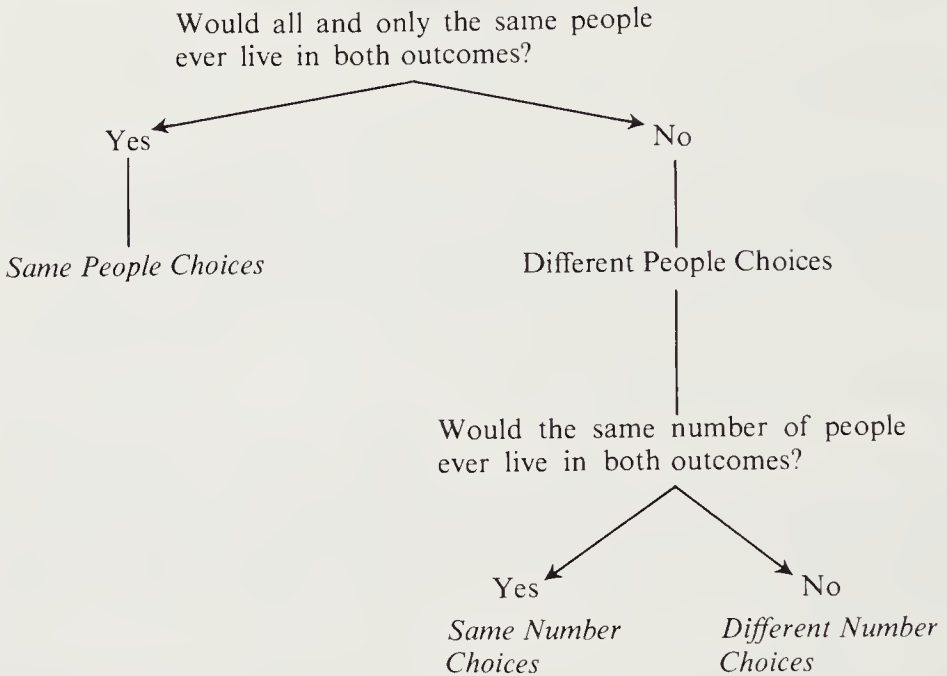 Would all and only the same people
ever live in both outcomes?
Yes
No
Same People Choices
Different People Choices
Would the same number of people
ever live in both outcomes?
Yes
No
Same Number
Choices
Different Number
Choices